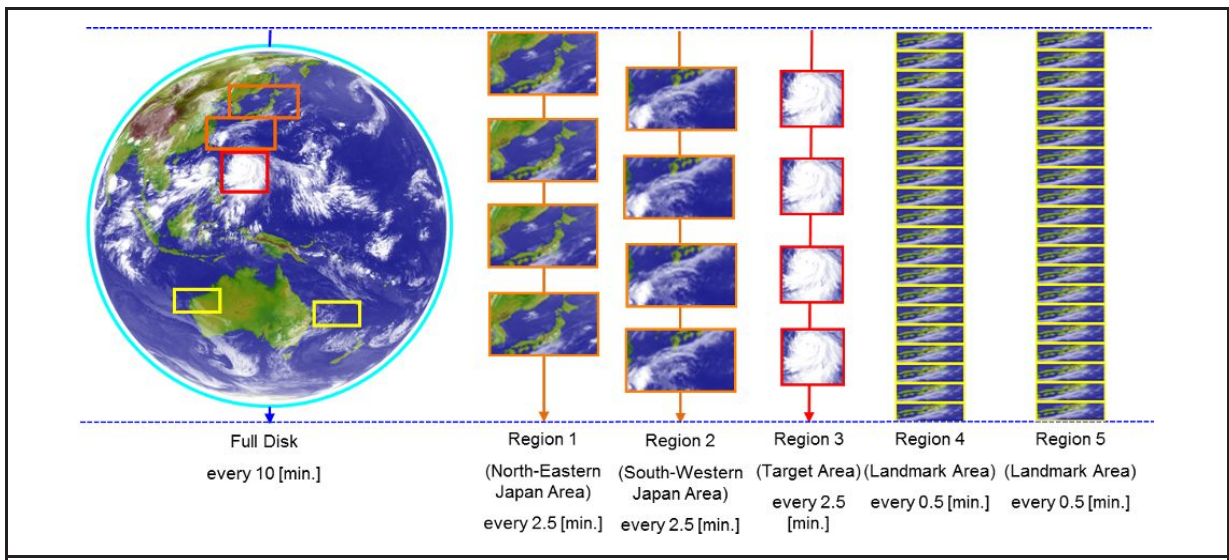 Full Disk
every 10 [min.]
Region 1
(North-Eastern
Japan Area)
every 2.5 [min.]
Region 2
(South-Western
Japan Area)
every 2.5 [min.]
Region 3
(Target Area)
every 2.5
[min.]
Region 4
(Landmark Area)
every 0.5 [min.]
Region 5
(Landmark Area)
every 0.5 [min.]